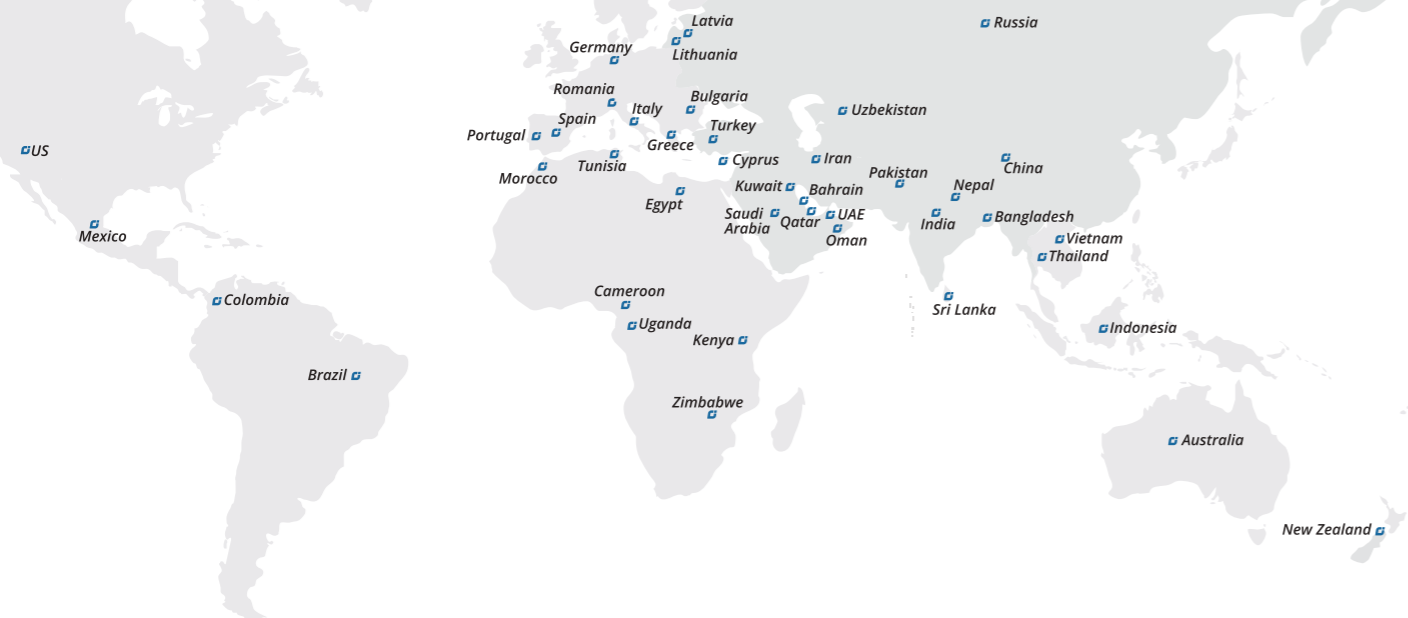 Latvia
Russia
Germany
Lithuania
Romania
Bulgaria
Italy
Uzbekistan
Spain
Turkey
Portugal
Greece
US
Cyprus
Iran
Tunisia
China
Morocco
Pakistan
Kuwait
Bahrain
Nepal
Egypt
Saudi
Arabia
Qatar
UAE
India
Bangladesh
Mexico
Oman
Vietnam
Thailand
Cameroon
Colombia
Sri Lanka
Uganda
Indonesia
Kenya
Brazil
Zimbabwe
Australia
New Zealand